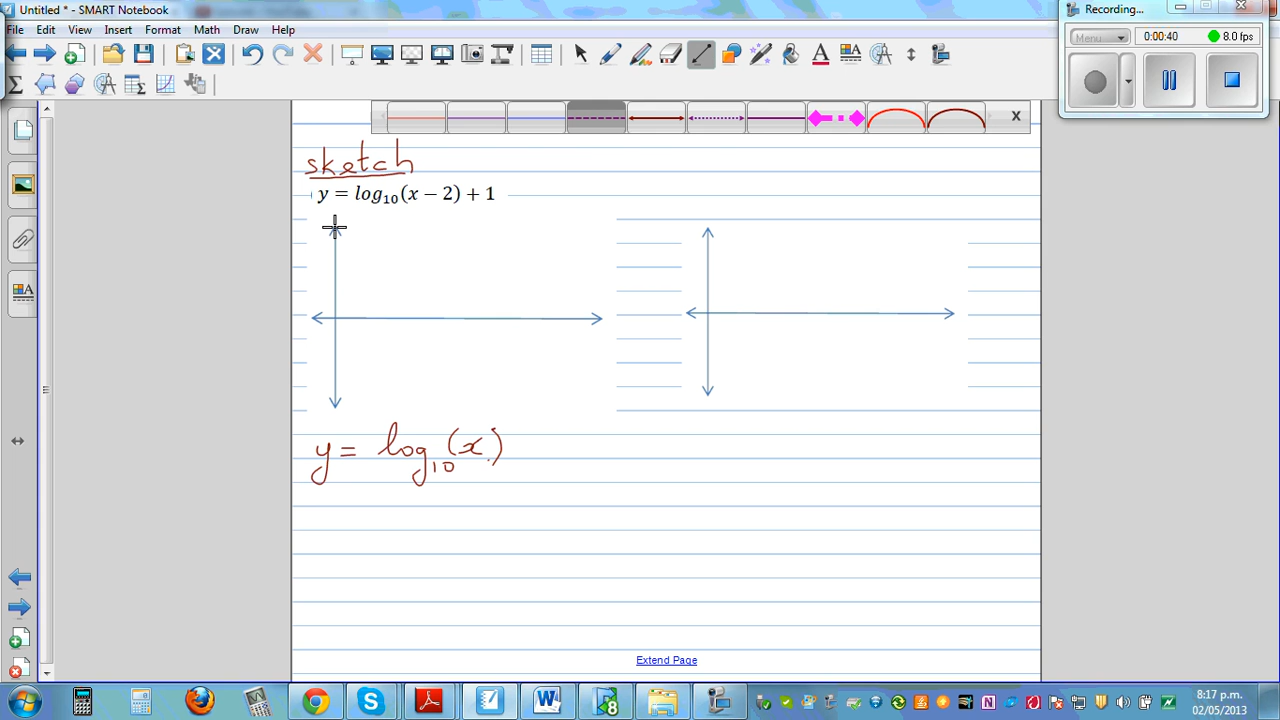 Untitled * - SMART Notebook
File Edit View Insert Format Math Draw Help
Recording...
Menu 0:00:40 8.0 fps
sketch
y = log10(x − 2) + 1
y = log10(x)
Extend Page
8:17 p.m.
02/05/2013